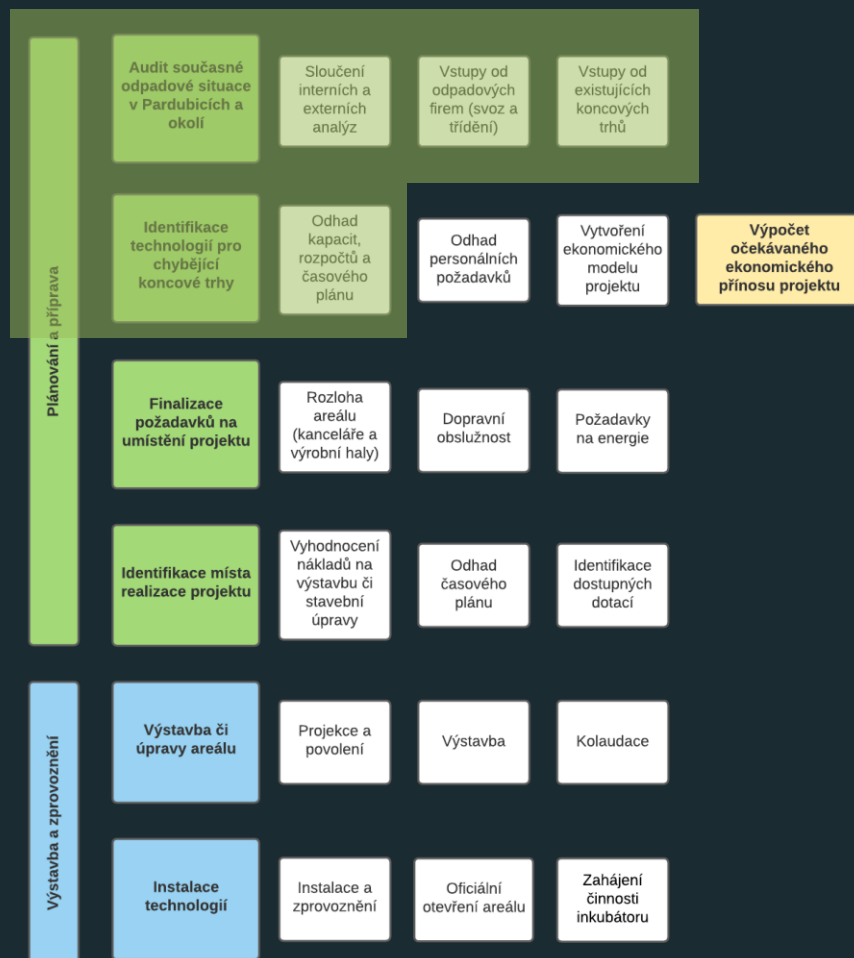 Plánování a příprava
Audit současné
odpadové situace
v Pardubicích a
okolí
Sloučení
interních a
externích
analýz
Vstupy od
odpadových
firem (svoz a
třídění)
Vstupy od
existujících
koncových
trhů
Identifikace
technologií pro
chybějící
koncové trhy
Odhad
kapacit,
rozpočtů a
časového
plánu
Odhad
personálních
požadavků
Vytvoření
ekonomického
modelu
projektu
Výpočet
očekávaného
ekonomického
přínosu projektu
Finalizace
požadavků na
umístění projektu
Rozloha
areálu
(kanceláře a
výrobní haly)
Dopravní
obslužnost
Požadavky
na energie
Identifikace místa
realizace projektu
Vyhodnocení
nákladů na
výstavbu či
stavební
úpravy
Odhad
časového
plánu
Identifikace
dostupných
dotací
Výstavba a zprovoznění
Výstavba či
úpravy areálu
Projekce a
povolení
Výstavba
Kolaudace
Instalace
technologií
Instalace a
zprovoznění
Oficiální
otevření areálu
Zahájení
činnosti
inkubátoru